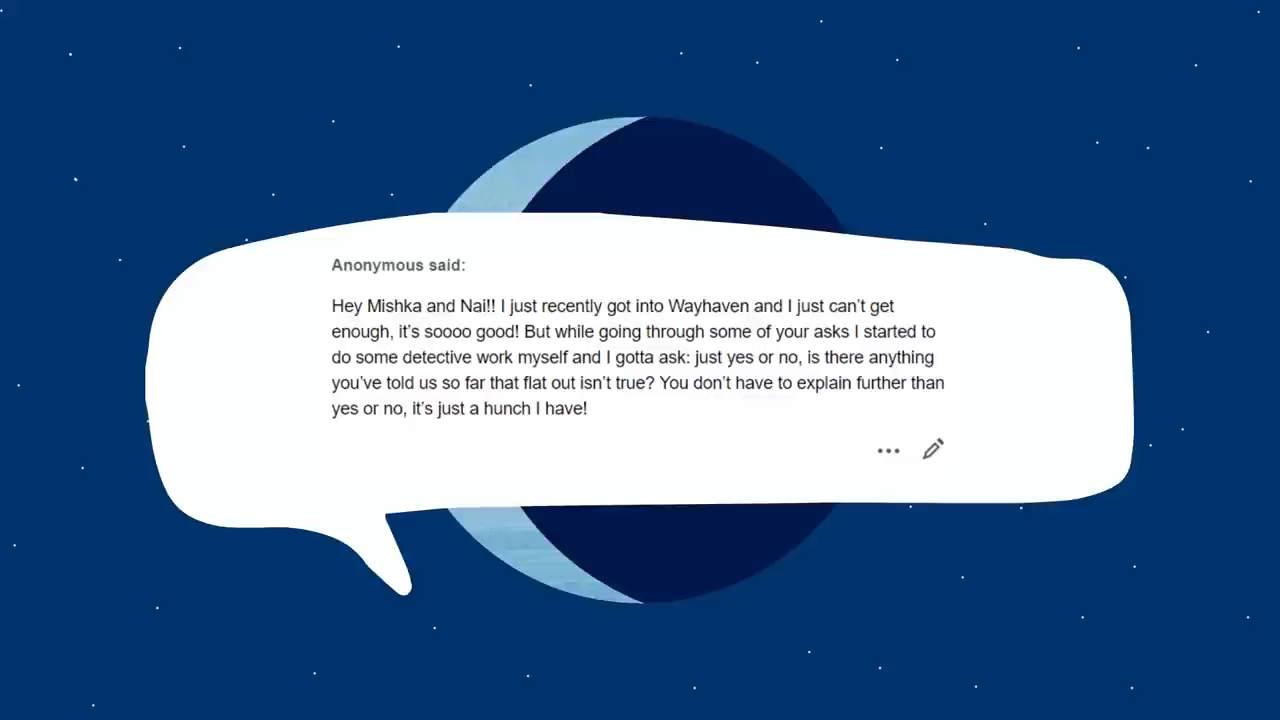 Anonymous said:
Hey Mishka and Nai!! I just recently got into Wayhaven and I just can’t get
enough, it’s soooo good! But while going through some of your asks I started to
do some detective work myself and I gotta ask: just yes or no, is there anything
you’ve told us so far that flat out isn’t true? You don’t have to explain further than
yes or no, it’s just a hunch I have!